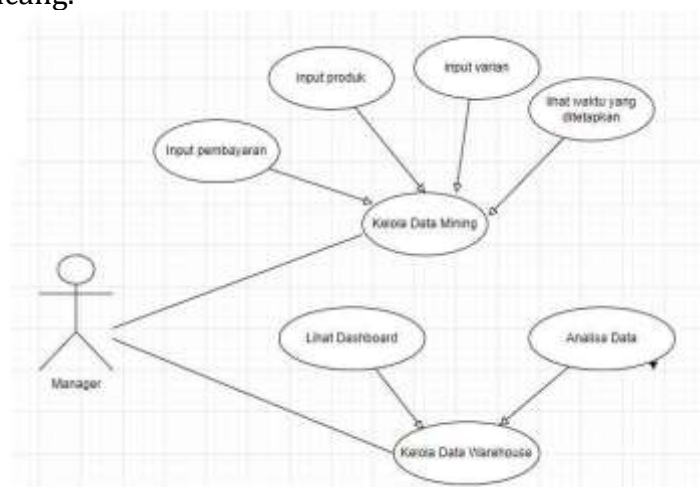 ncang.
Input produk
Input varian
lihat waktu yang
ditetapkan
Input pembayaran
Kelola Data Mining
Lihat Dashboard
Analisa Data
Manager
Kelola Data Warehouse